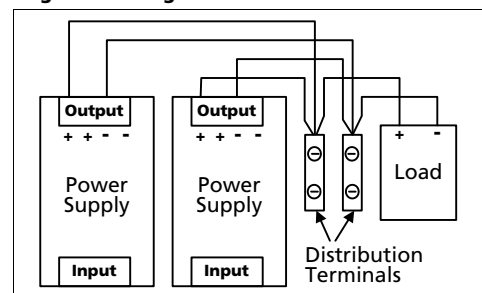 Output
+ + - -
Power
Supply
Input
Output
+ + - -
Power
Supply
Input
+ -
Load
Distribution
Terminals